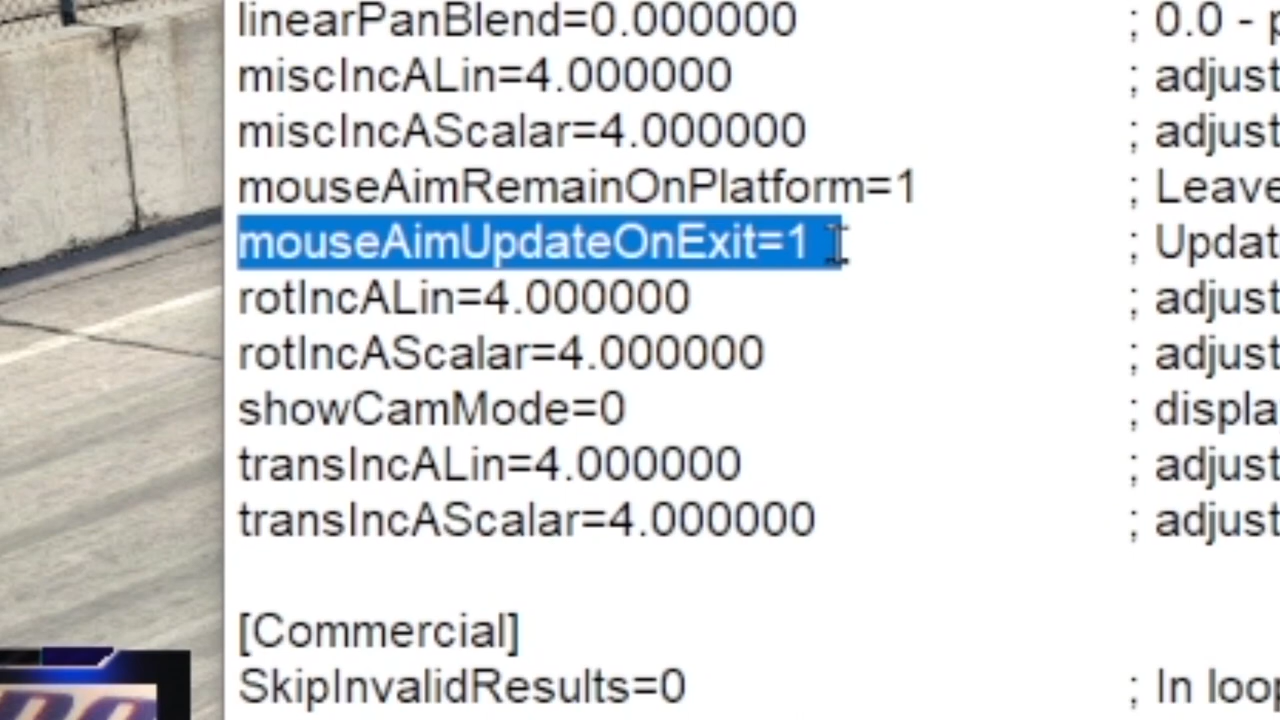 linearPanBlend=0.000000 ; 0.0 -
miscIncALin=4.000000 ; adjust
miscIncAScalar=4.000000 ; adjust
mouseAimRemainOnPlatform=1 ; Leave
mouseAimUpdateOnExit=1 ; Updat
rotIncALin=4.000000 ; adjust
rotIncAScalar=4.000000 ; adjust
showCamMode=0 ; displa
transIncALin=4.000000 ; adjust
transIncAScalar=4.000000 ; adjust
[Commercial]
SkipInvalidResults=0 ; In loop